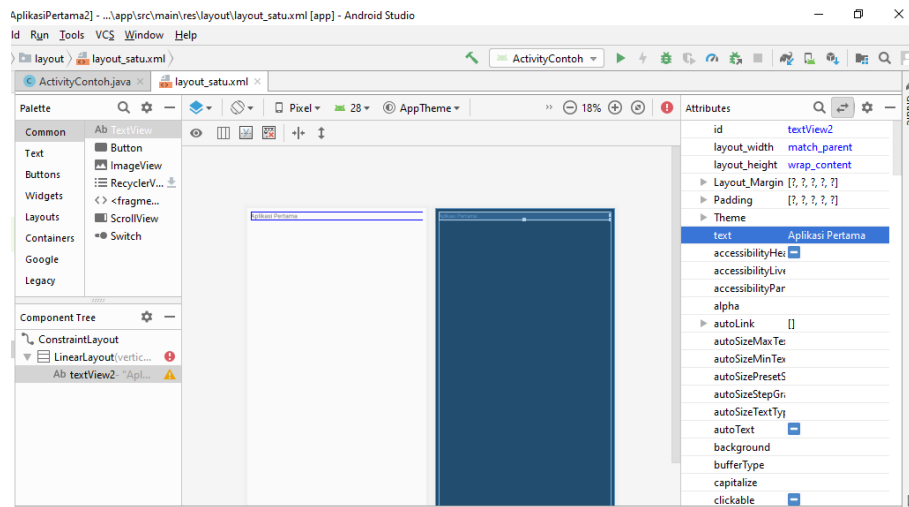 AplikasiPertama2] - ...\app\src\main\res\layout\layout_satu.xml [app] - Android Studio
ld Run Tools VCS Window Help
layout layout_satu.xml
ActivityContoh
ActivityContoh.java
layout_satu.xml
Palette
Common
Text
Buttons
Widgets
Layouts
Containers
Google
Legacy
Ab TextView
Button
ImageView
RecyclerV...
<> <fragme...
ScrollView
Switch
Pixel
28
AppTheme
18%
Aplikasi Pertama
Aplikasi Pertama
Component Tree
ConstraintLayout
LinearLayout(vertic...
Ab textView2- "Apl...
Attributes
id textView2
layout_width match_parent
layout_height wrap_content
Layout_Margin [?, ?, ?, ?, ?]
Padding [?, ?, ?, ?, ?]
Theme
text Aplikasi Pertama
accessibilityHea
accessibilityLive
accessibilityPar
alpha
autoLink []
autoSizeMaxTe
autoSizeMinTex
autoSizePresetS
autoSizeStepGra
autoSizeTextTyp
autoText
background
bufferType
capitalize
clickable